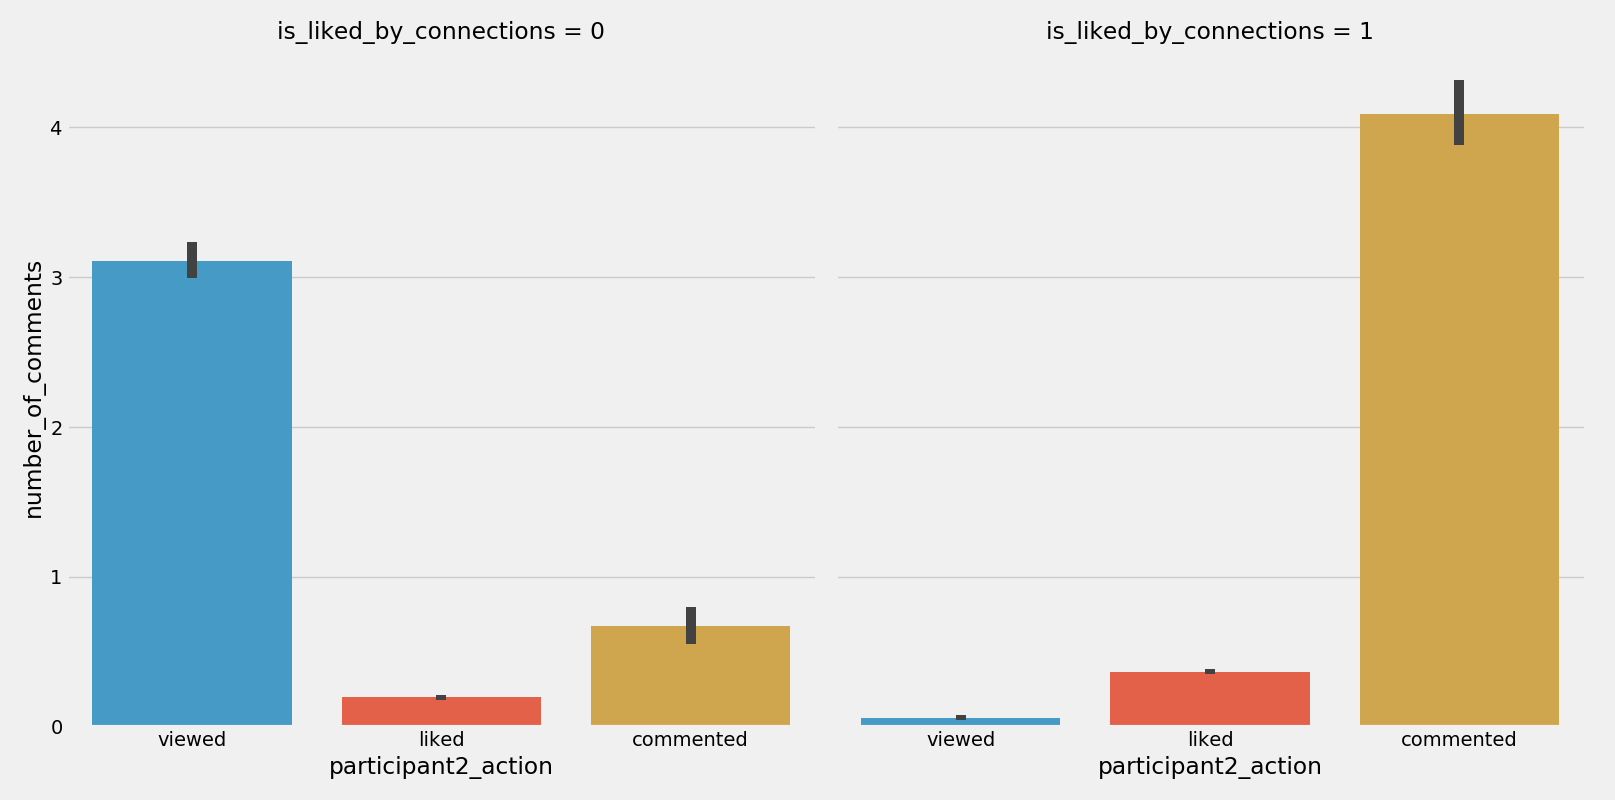 is_liked_by_connections = 0
is_liked_by_connections = 1
number_of_comments
4
3
2
1
0
viewed
liked
commented
viewed
liked
commented
participant2_action
participant2_action